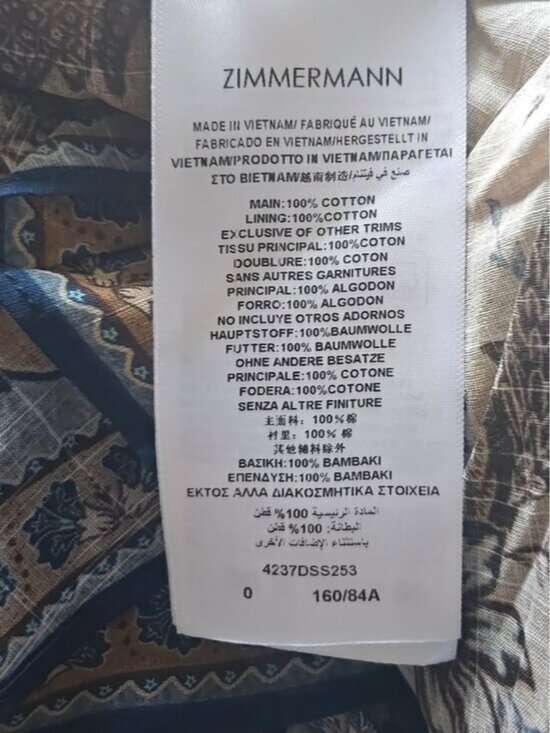 ZIMMERMANN
MADE IN VIETNAM/ FABRIQUÉ AU VIETNAM/
FABRICADO EN VIETNAM/HERGESTELLT IN
VIETNAM/PRODOTTO IN VIETNAM/ΠΑΡΑΓΕΤΑΙ
ΣΤΟ ΒΙΕΤΝΑΜ/越南制造/صنع في فيتنام
MAIN:100% COTTON
LINING:100%COTTON
EXCLUSIVE OF OTHER TRIMS
TISSU PRINCIPAL:100%COTON
DOUBLURE:100% COTON
SANS AUTRES GARNITURES
PRINCIPAL:100% ALGODON
FORRO:100% ALGODON
NO INCLUYE OTROS ADORNOS
HAUPTSTOFF:100%BAUMWOLLE
FUTTER:100% BAUMWOLLE
OHNE ANDERE BESATZE
PRINCIPALE:100% COTONE
FODERA:100%COTONE
SENZA ALTRE FINITURE
主面料：100% 棉
衬里：100% 棉
其他辅料除外
ΒΑΣΙΚΗ:100% ΒΑΜΒΑΚΙ
ΕΠΕΝΔΥΣΗ:100% ΒΑΜΒΑΚΙ
ΕΚΤΟΣ ΑΛΛΑ ΔΙΑΚΟΣΜΗΤΙΚΑ ΣΤΟΙΧΕΙΑ
المادة الرئيسية 100% قطن
البطانة: 100% قطن
باستثناء الإضافات الأخرى
4237DSS253
0 160/84A